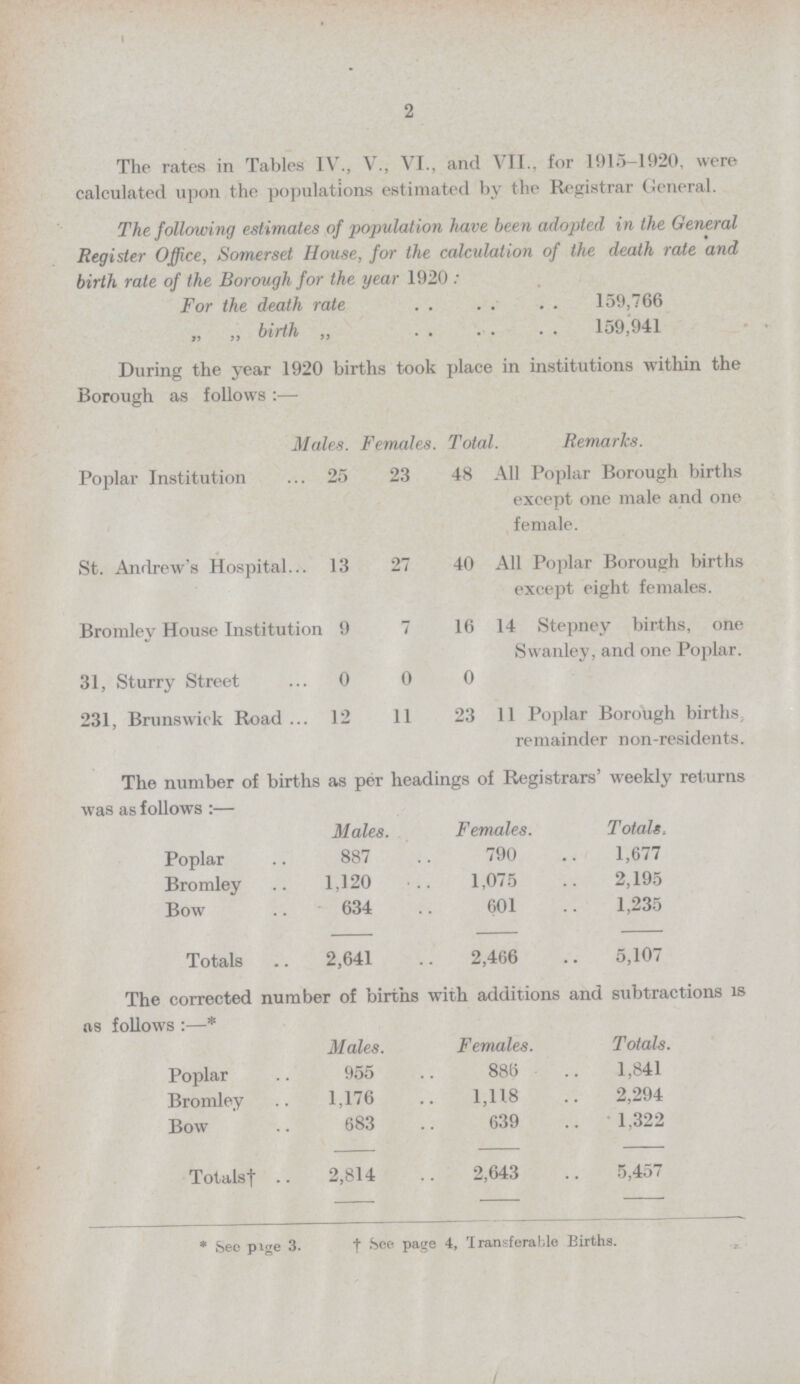 2
The rates in Tables IV., V., VI., and VII., for 1915-1920, were
calculated upon the populations estimated by the Registrar General.
The following estimates of population have been adopted in the General
Register Office, Somerset House, for the calculation of the death rate and
birth rate of the Borough for the year 1920 :
For the death rate .. .. .. 159,766
„ „ birth „ .. .. .. 159,941
During the year 1920 births took place in institutions within the
Borough as follows :—
Males. Females. Total. Remarks.
Poplar Institution ... 25 23 48 All Poplar Borough births
except one male and one
female.
St. Andrew's Hospital... 13 27 40 All Poplar Borough births
except eight females.
Bromley House Institution 9 7 16 14 Stepney births, one
Swanley, and one Poplar.
31, Sturry Street ... 0 0 0
231, Brunswick Road ... 12 11 23 11 Poplar Borough births,
remainder non-residents.
The number of births as per headings of Registrars' weekly returns
was as follows :—
Males. Females. Totals.
Poplar .. 887 .. 790 .. 1,677
Bromley .. 1,120 .. 1,075 .. 2,195
Bow .. 634 .. 601 .. 1,235
Totals .. 2,641 .. 2,466 .. 5,107
The corrected number of births with additions and subtractions is
as follows :—*
Males. Females. Totals.
Poplar .. 955 .. 886 .. 1,841
Bromley .. 1,176 .. 1,118 .. 2,294
Bow .. 683 .. 639 .. 1,322
Totals† .. 2,814 .. 2,643 .. 5,457
* See page 3. † See page 4, Transferable Births.